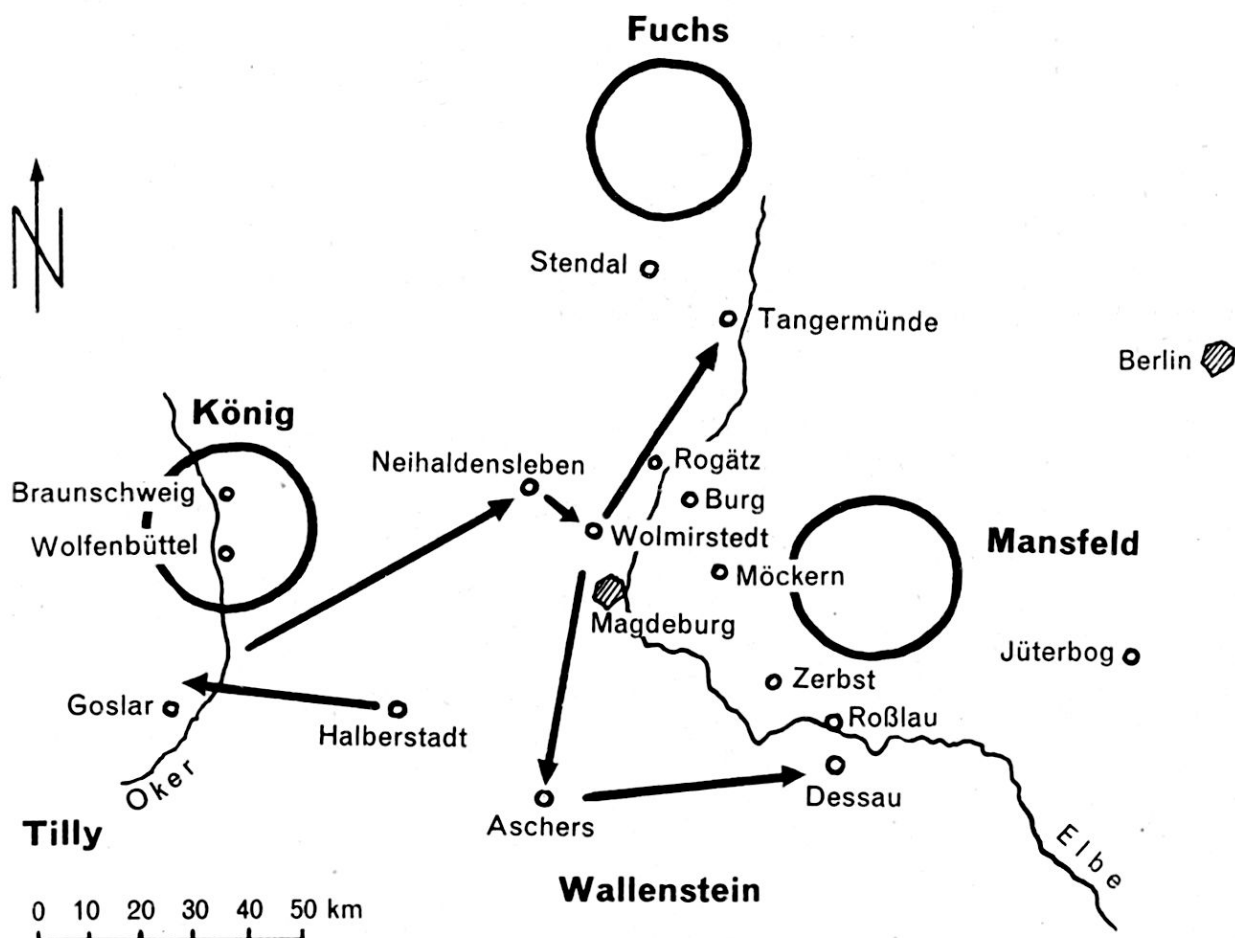 Fuchs
N
Stendal
Tangermünde
Berlin
König
Neihaldensleben
Rogätz
Braunschweig
Burg
Wolmirstedt
Mansfeld
Wolfenbüttel
Möckern
Magdeburg
Jüterbog
Zerbst
Goslar
Roßlau
Halberstadt
Oker
Dessau
Aschers
Tilly
Elbe
Wallenstein
0 10 20 30 40 50 km